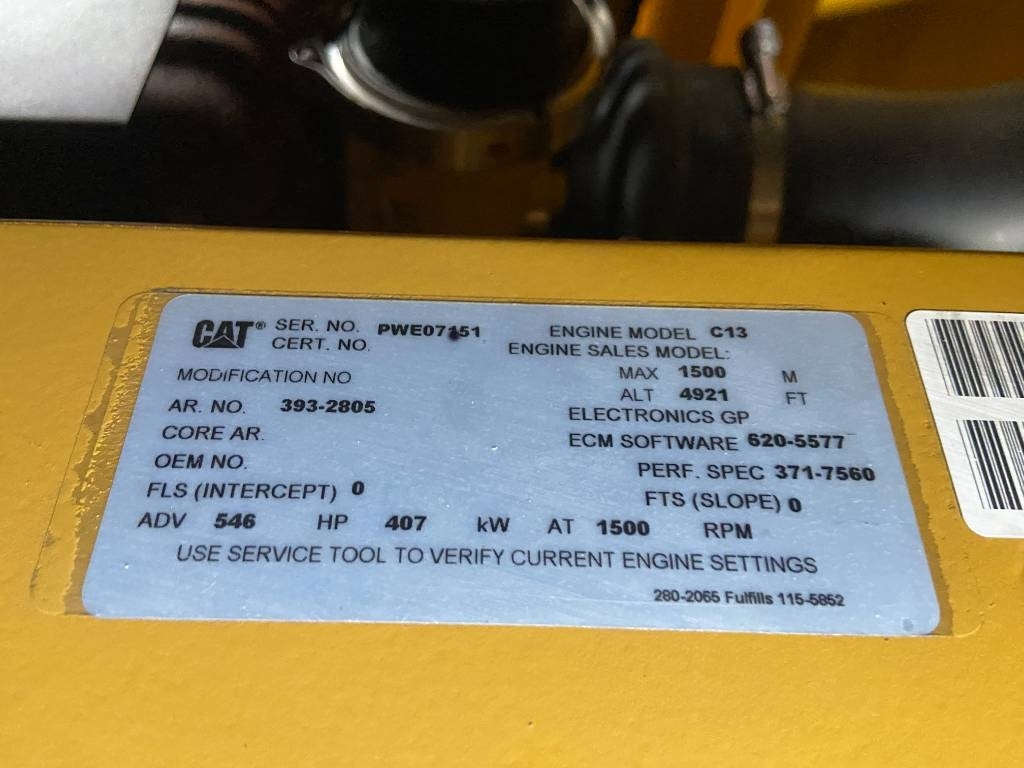 CAT® SER. NO. PWE07151 ENGINE MODEL C13
CERT. NO. ENGINE SALES MODEL:
MODIFICATION NO MAX 1500 M
AR. NO. 393-2805 ALT 4921 FT
CORE AR. ELECTRONICS GP
OEM NO. ECM SOFTWARE 620-5577
FLS (INTERCEPT) 0 PERF. SPEC 371-7560
FTS (SLOPE) 0
ADV 546 HP 407 kW AT 1500 RPM
USE SERVICE TOOL TO VERIFY CURRENT ENGINE SETTINGS
280-2065 Fulfills 115-5852